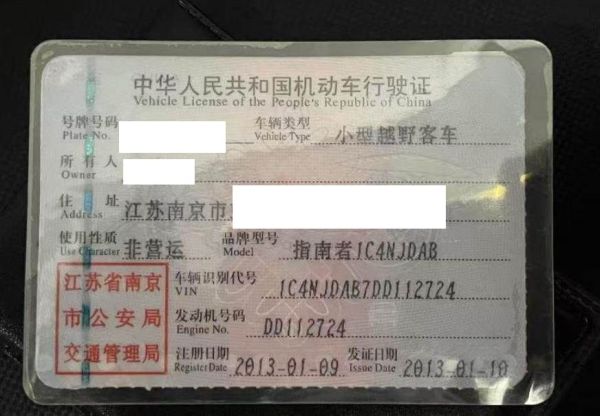 中华人民共和国机动车行驶证
Vehicle License of the People's Republic of China
号牌号码 车辆类型 小型越野客车
Plate No. Vehicle Type
所有人
Owner
住址 江苏南京市
Address
使用性质 非营运 品牌型号 指南者1C4NJDAB
Use Character Model
江苏省南京 车辆识别代号 1C4NJDAB7DD112724
VIN
市公安局 发动机号码 DD112724
Engine No.
交通管理局 注册日期 2013-01-09 发证日期 2013-01-10
Register Date Issue Date